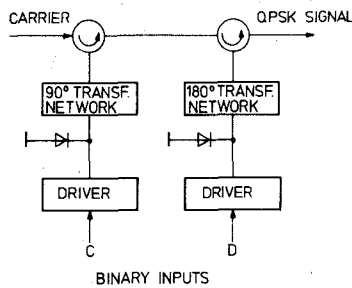 CARRIER
QPSK SIGNAL
90° TRANSF.
NETWORK
180° TRANSF.
NETWORK
DRIVER
DRIVER
C
D
BINARY INPUTS